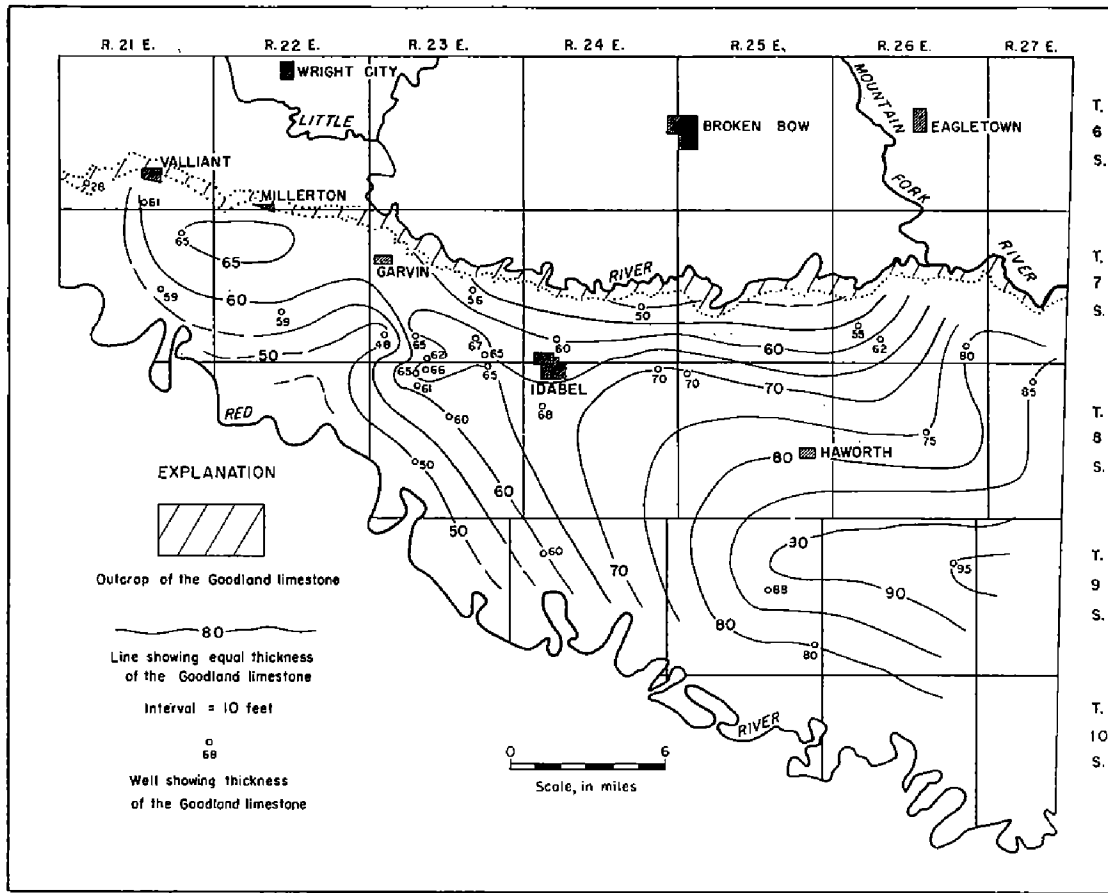 R. 21 E. R. 22 E. R. 23 E. R. 24 E. R. 25 E, R. 26 E. R. 27 E.
WRIGHT CITY
LITTLE
MOUNTAIN
FORK
BROKEN BOW
EAGLETOWN
T.
6
S.
VALLIANT
28
61
MILLERTON
65
65
GARVIN
RIVER
RIVER
T.
7
S.
59
60
59
56
50
55
62
60
60
50
48
65
67
62
65
65
66
61
65
80
IDABEL
70
70
70
85
RED
60
68
75
T.
8
S.
80
HAWORTH
50
60
EXPLANATION
Outcrop of the Goodland limestone
50
60
70
90
95
68
90
T.
9
S.
80
Line showing equal thickness
of the Goodland limestone
80
80
Interval = 10 feet
68
Well showing thickness
of the Goodland limestone
RIVER
T.
10
S.
0 6
Scale, in miles